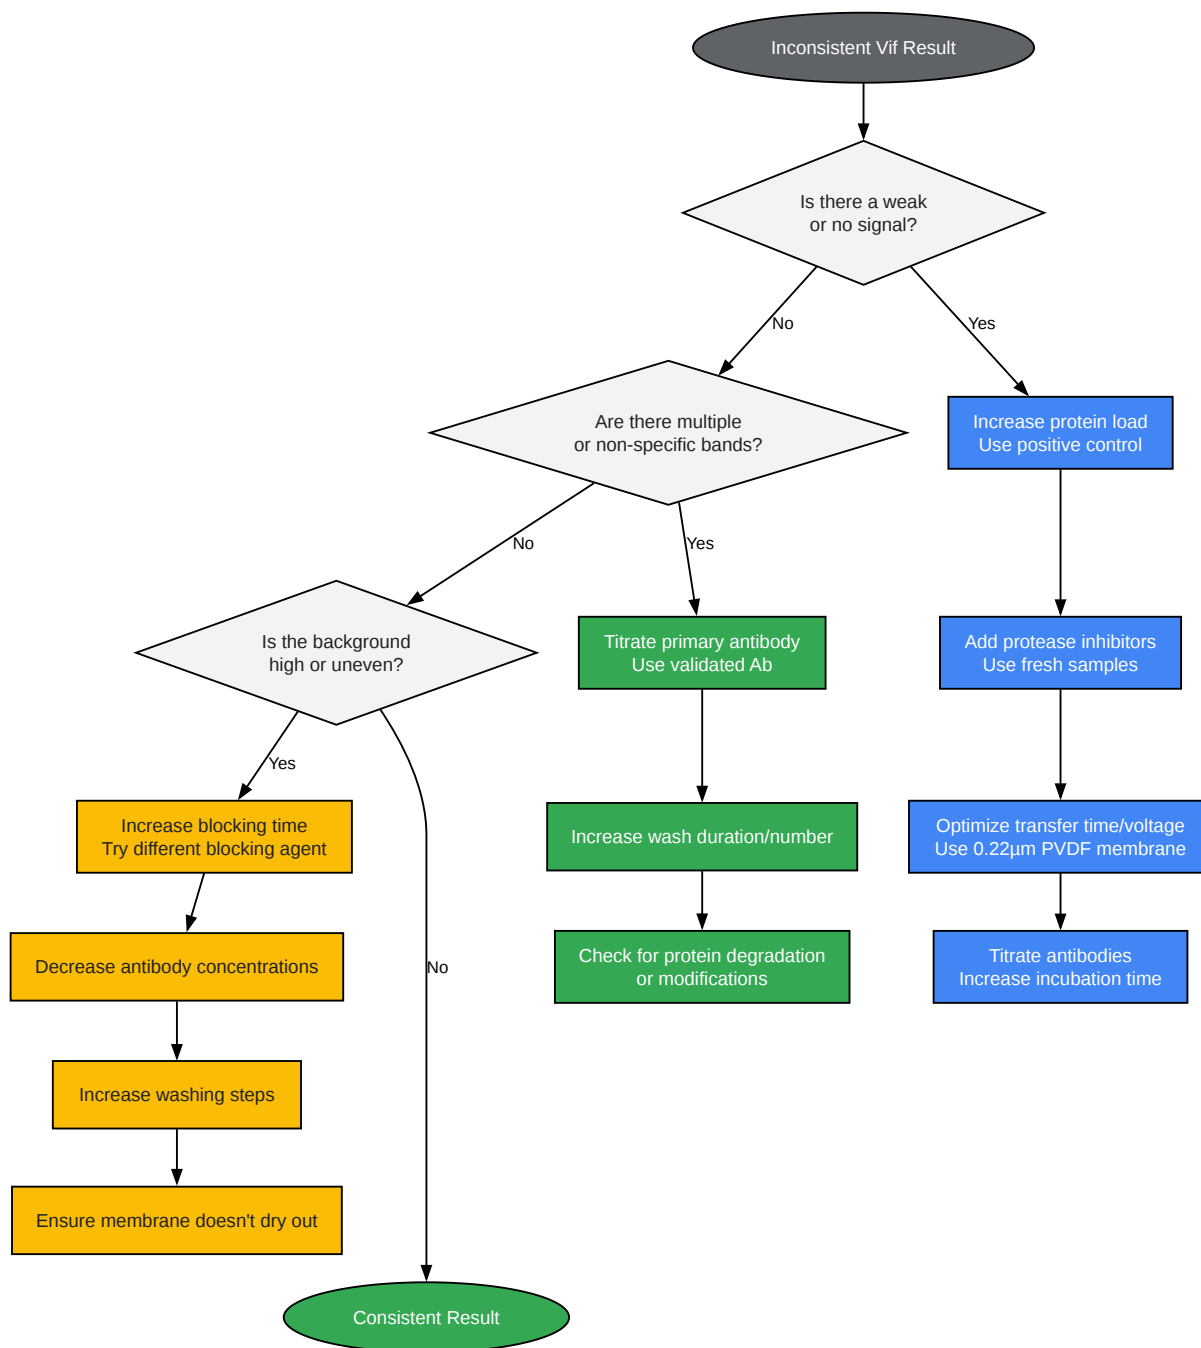 Inconsistent Vif Result
Is there a weak
or no signal?
No
Yes
Are there multiple
or non-specific bands?
Increase protein load
Use positive control
No
Yes
Is the background
high or uneven?
Titrate primary antibody
Use validated Ab
Add protease inhibitors
Use fresh samples
Yes
Increase blocking time
Try different blocking agent
Increase wash duration/number
Optimize transfer time/voltage
Use 0.22µm PVDF membrane
Decrease antibody concentrations
No
Check for protein degradation
or modifications
Titrate antibodies
Increase incubation time
Increase washing steps
Ensure membrane doesn't dry out
Consistent Result